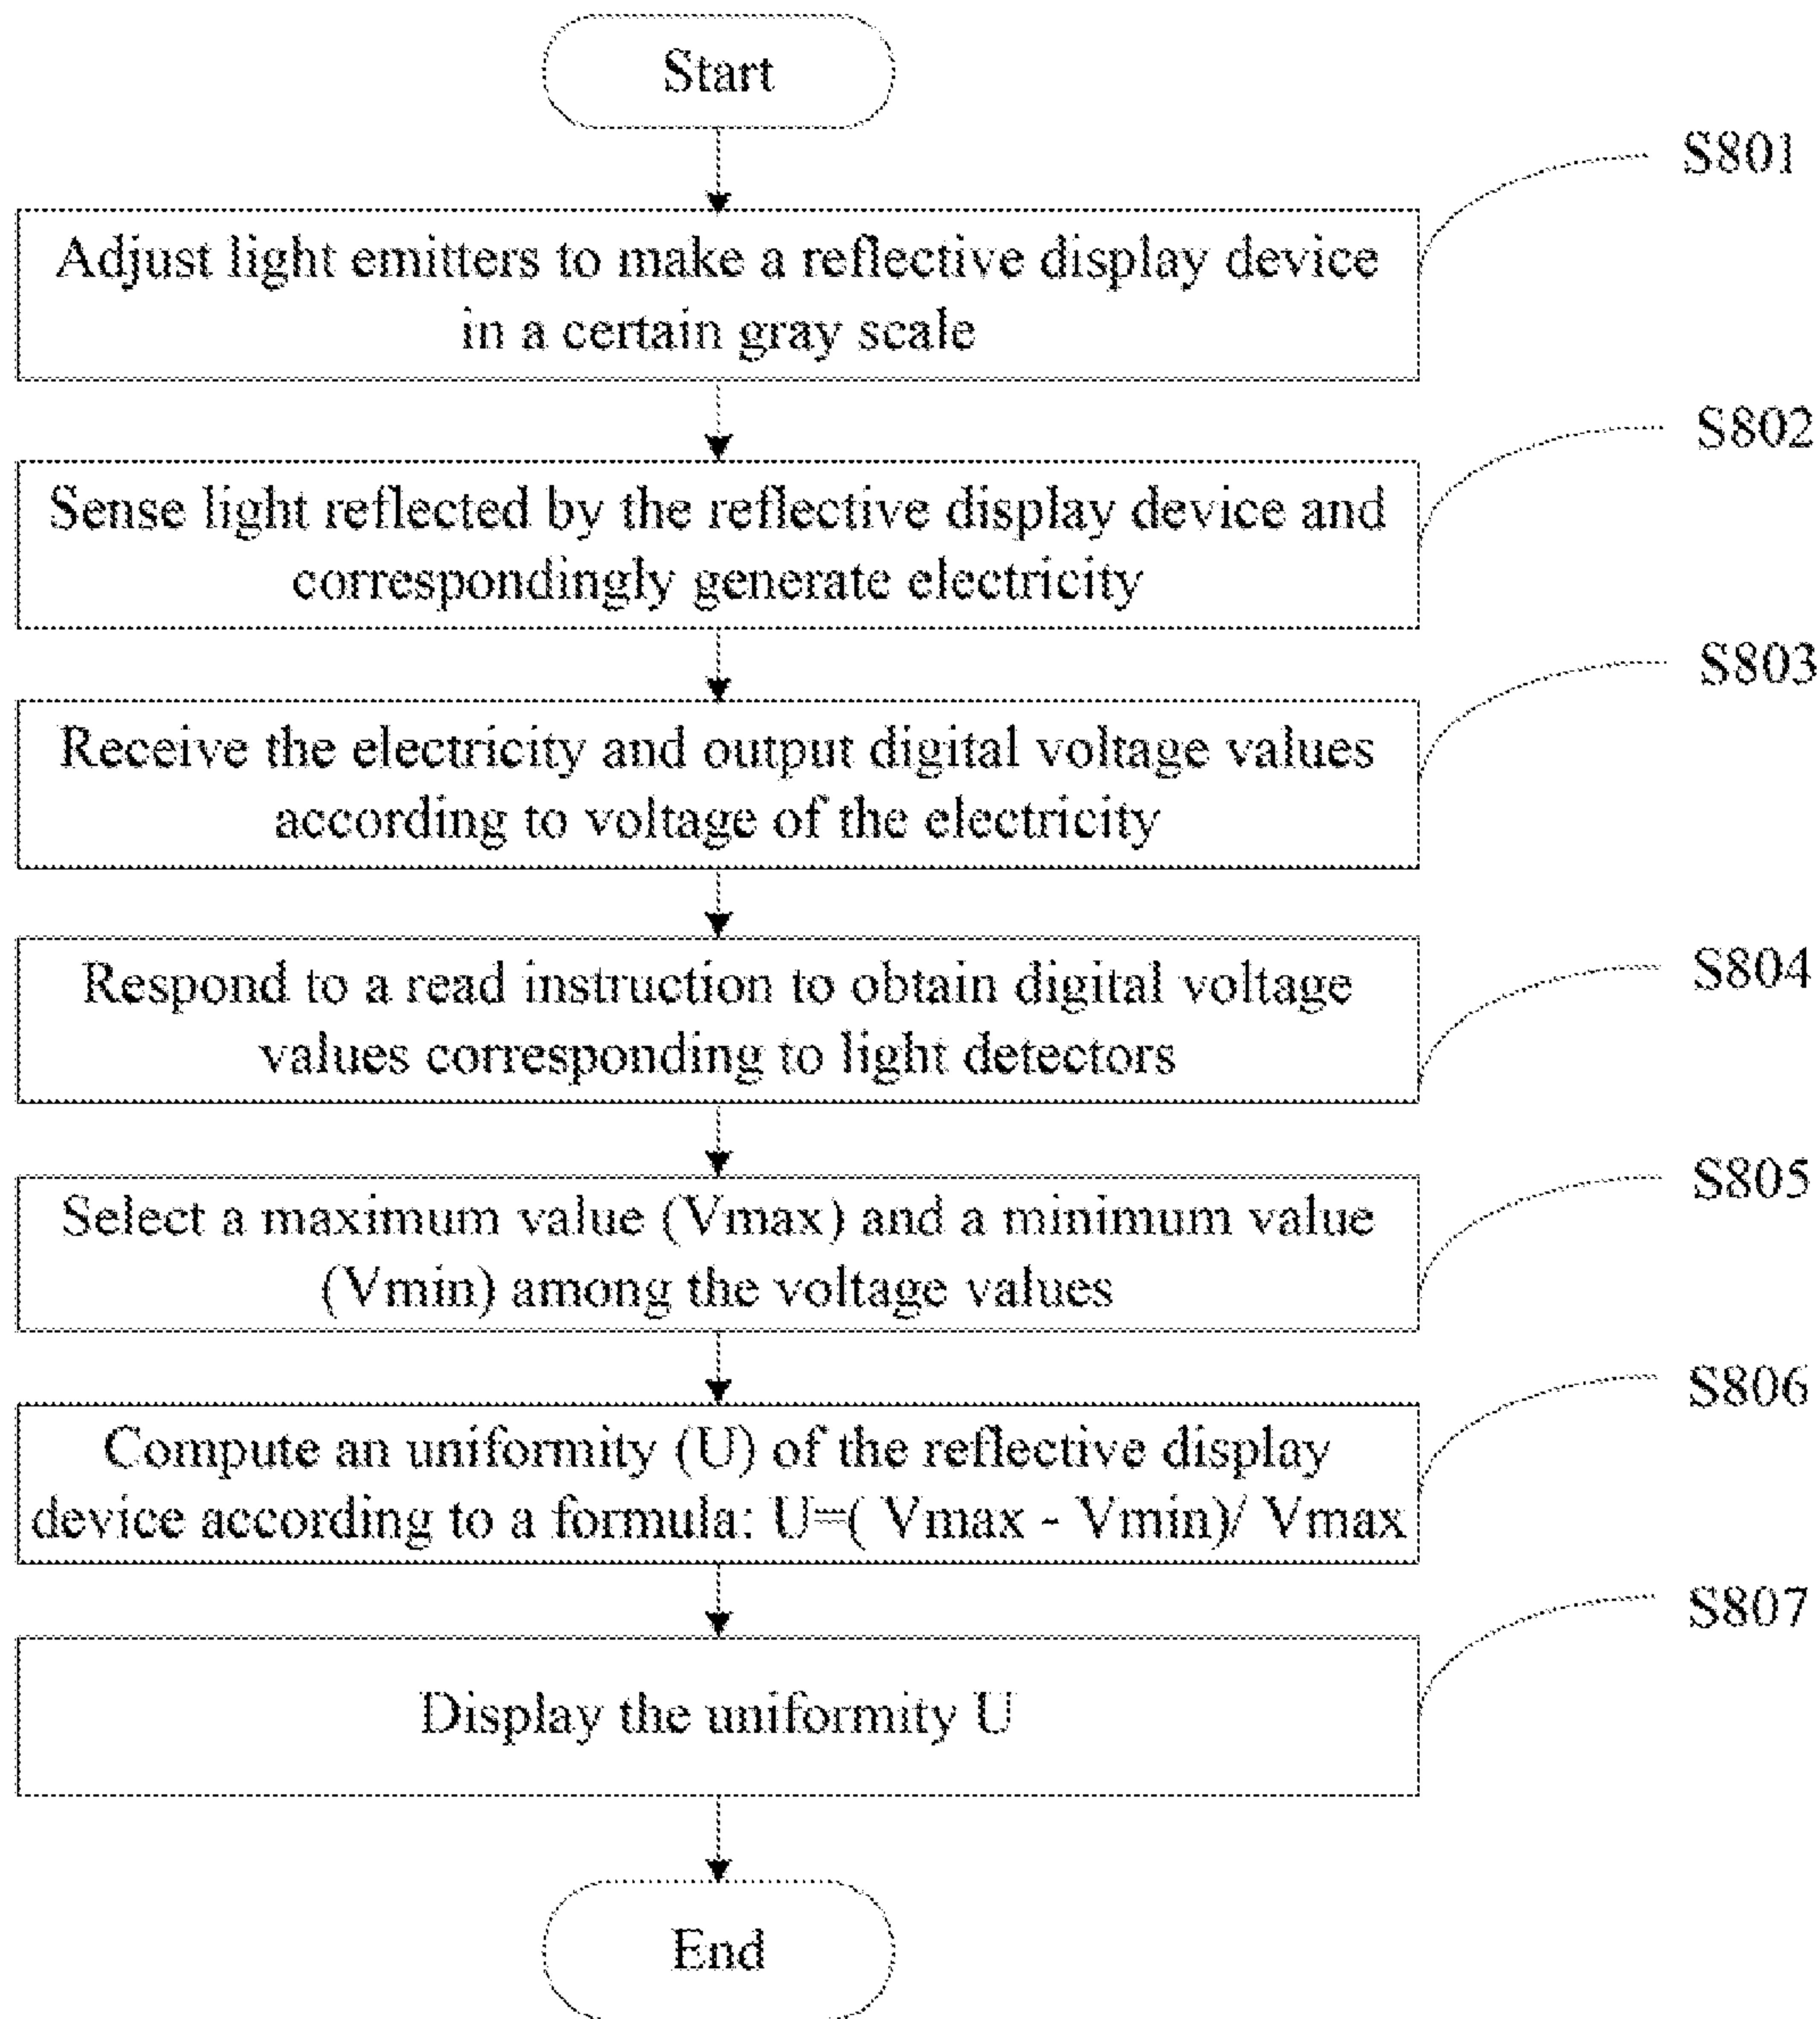 Start
S801
Adjust light emitters to make a reflective display device
in a certain gray scale
S802
Sense light reflected by the reflective display device and
correspondingly generate electricity
S803
Receive the electricity and output digital voltage values
according to voltage of the electricity
S804
Respond to a read instruction to obtain digital voltage
values corresponding to light detectors
S805
Select a maximum value (Vmax) and a minimum value
(Vmin) among the voltage values
S806
Compute an uniformity (U) of the reflective display
device according to a formula: U=( Vmax - Vmin)/ Vmax
S807
Display the uniformity U
End